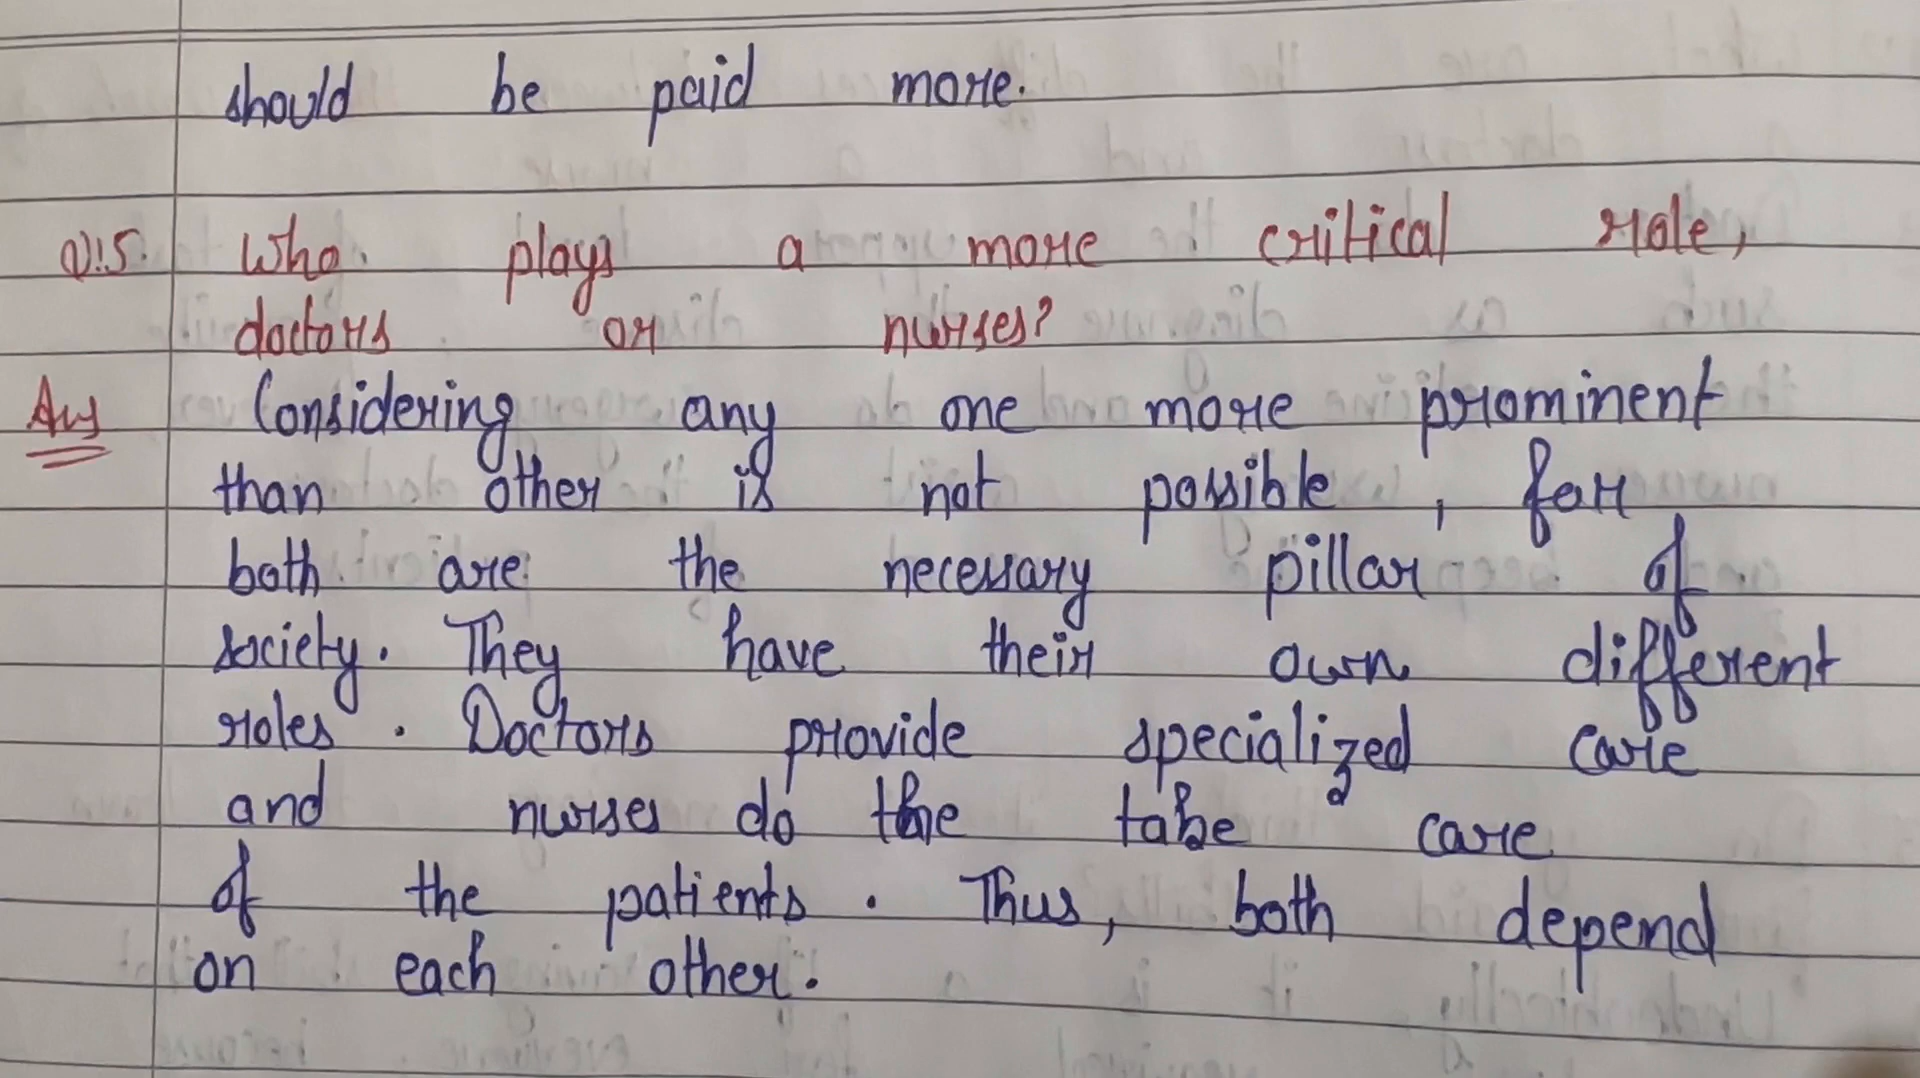 should be paid more.
Q.5. Who plays a more critical role,
doctors or nurses?
Ans Considering any one more prominent
than other is not possible, for
both are the necessary pillar of
society. They have their own different
roles. Doctors provide specialized care
and nurses do the take care
of the patients. Thus, both depend
on each other.